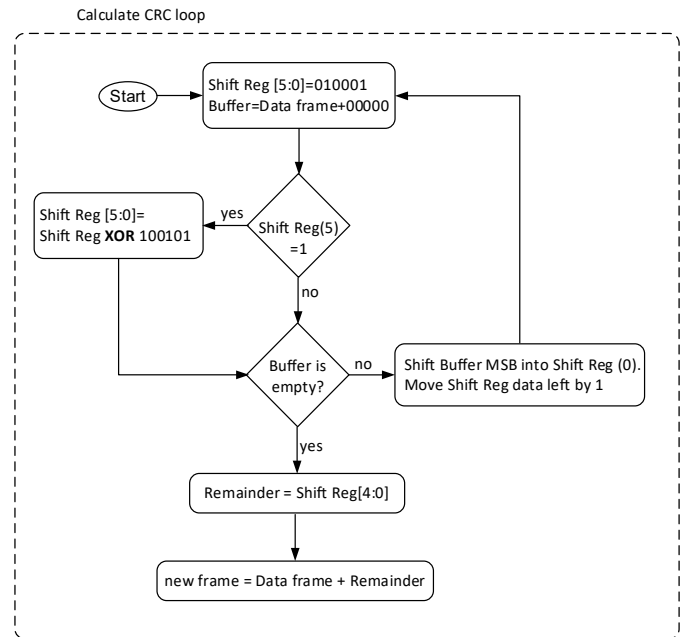 Calculate CRC loop
Start
Shift Reg [5:0]=010001
Buffer=Data frame+00000
Shift Reg [5:0]=
Shift Reg XOR 100101
yes
Shift Reg(5)
=1
no
Buffer is
empty?
no
Shift Buffer MSB into Shift Reg (0).
Move Shift Reg data left by 1
yes
Remainder = Shift Reg[4:0]
new frame = Data frame + Remainder